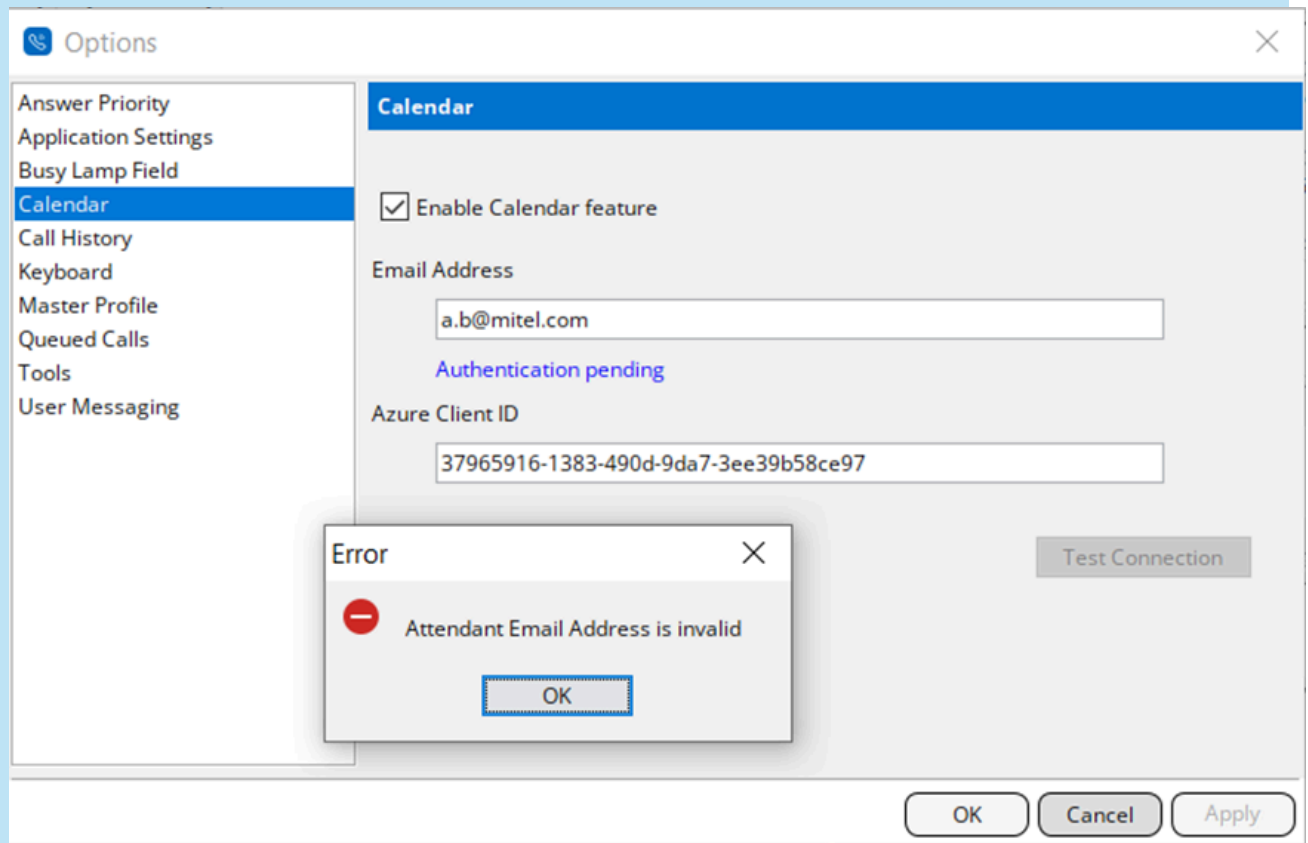 Options
Answer Priority
Application Settings
Busy Lamp Field
Calendar
Call History
Keyboard
Master Profile
Queued Calls
Tools
User Messaging
Calendar
Enable Calendar feature
Email Address
a.b@mitel.com
Authentication pending
Azure Client ID
37965916-1383-490d-9da7-3ee39b58ce97
Test Connection
Error
Attendant Email Address is invalid
OK
OK
Cancel
Apply